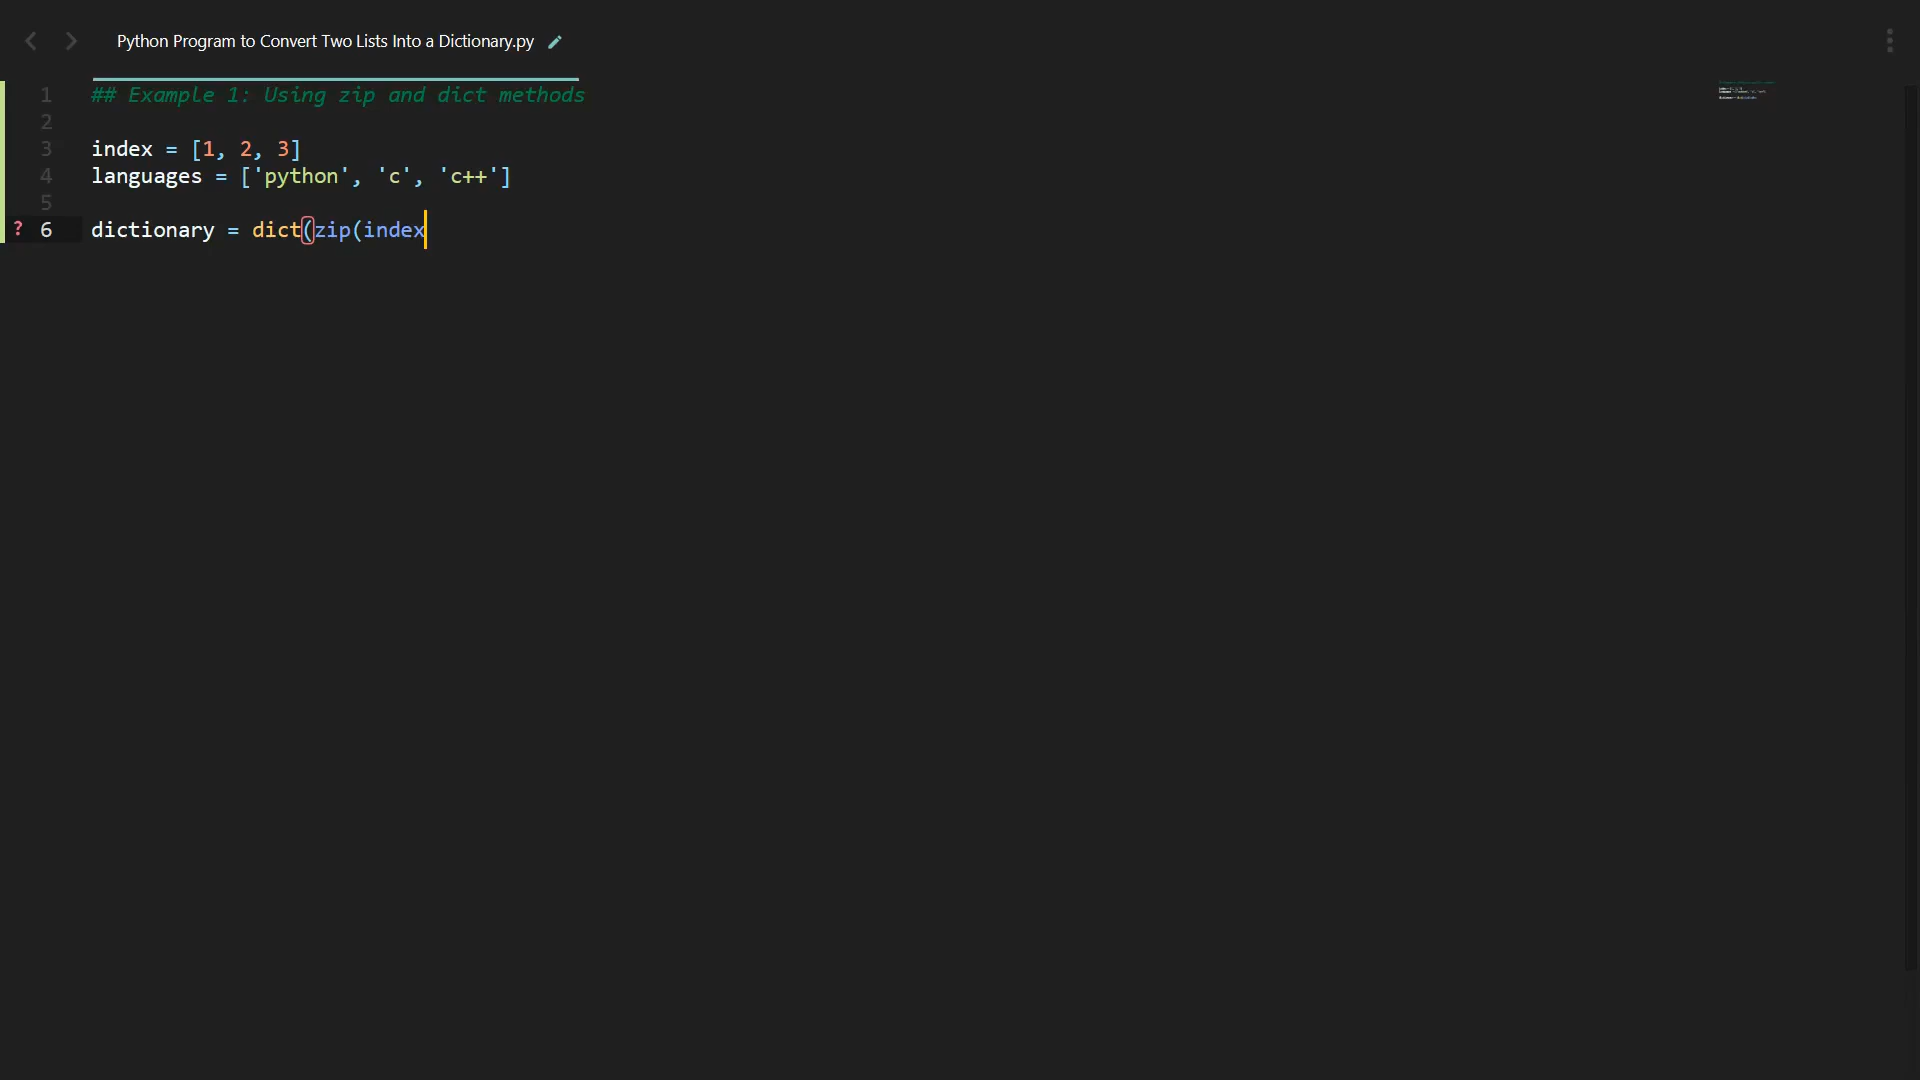 Python Program to Convert Two Lists Into a Dictionary.py
1 ## Example 1: Using zip and dict methods
2
3 index = [1, 2, 3]
4 languages = ['python', 'c', 'c++']
5
? 6 dictionary = dict(zip(index